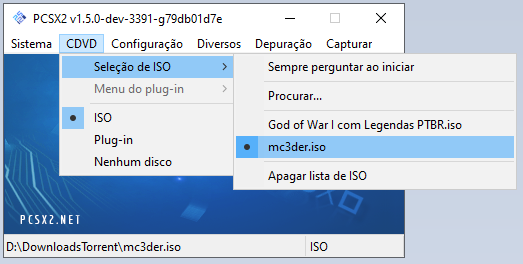 PCSX2 v1.5.0-dev-3391-g79db01d7e
Sistema CDVD Configuração Diversos Depuração Capturar
Seleção de ISO
Menu do plug-in
ISO
Plug-in
Nenhum disco
Sempre perguntar ao iniciar
Procurar...
God of War I com Legendas PTBR.iso
mc3der.iso
Apagar lista de ISO
PCSX2.NET
D:\DownloadsTorrent\mc3der.iso ISO